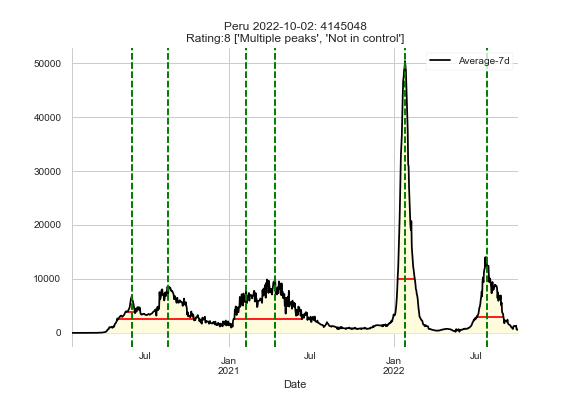 Peru 2022-10-02: 4145048
Rating:8 ['Multiple peaks', 'Not in control']
Average-7d
50000
40000
30000
20000
10000
0
Jul
Jan
2021
Jul
Jan
2022
Jul
Date